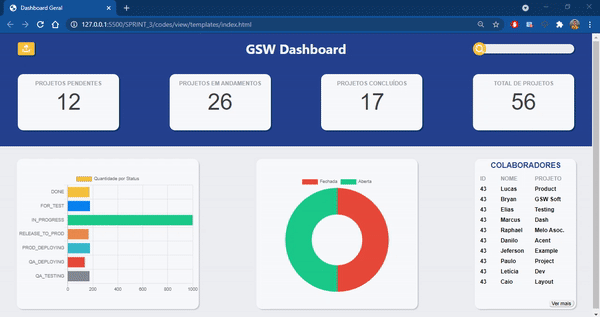 Dashboard Geral
127.0.0.1:5500/SPRINT_3/codes/view/templates/index.html
GSW Dashboard
PROJETOS PENDENTES
12
PROJETOS EM ANDAMENTOS
26
PROJETOS CONCLUÍDOS
17
TOTAL DE PROJETOS
56
Quantidade por Status
DONE
FOR_TEST
IN_PROGRESS
RELEASE_TO_PROD
PROD_DEPLOYING
QA_DEPLOYING
QA_TESTING
0 200 400 600 800 1000
Fechada Aberta
COLABORADORES
ID NOME PROJETO
43 Lucas Product
43 Bryan GSW Soft
43 Elias Testing
43 Marcus Dash
43 Raphael Melo Asoc.
43 Danilo Acent
43 Jeferson Example
43 Paulo Project
43 Letícia Dev
43 Caio Layout
Ver mais